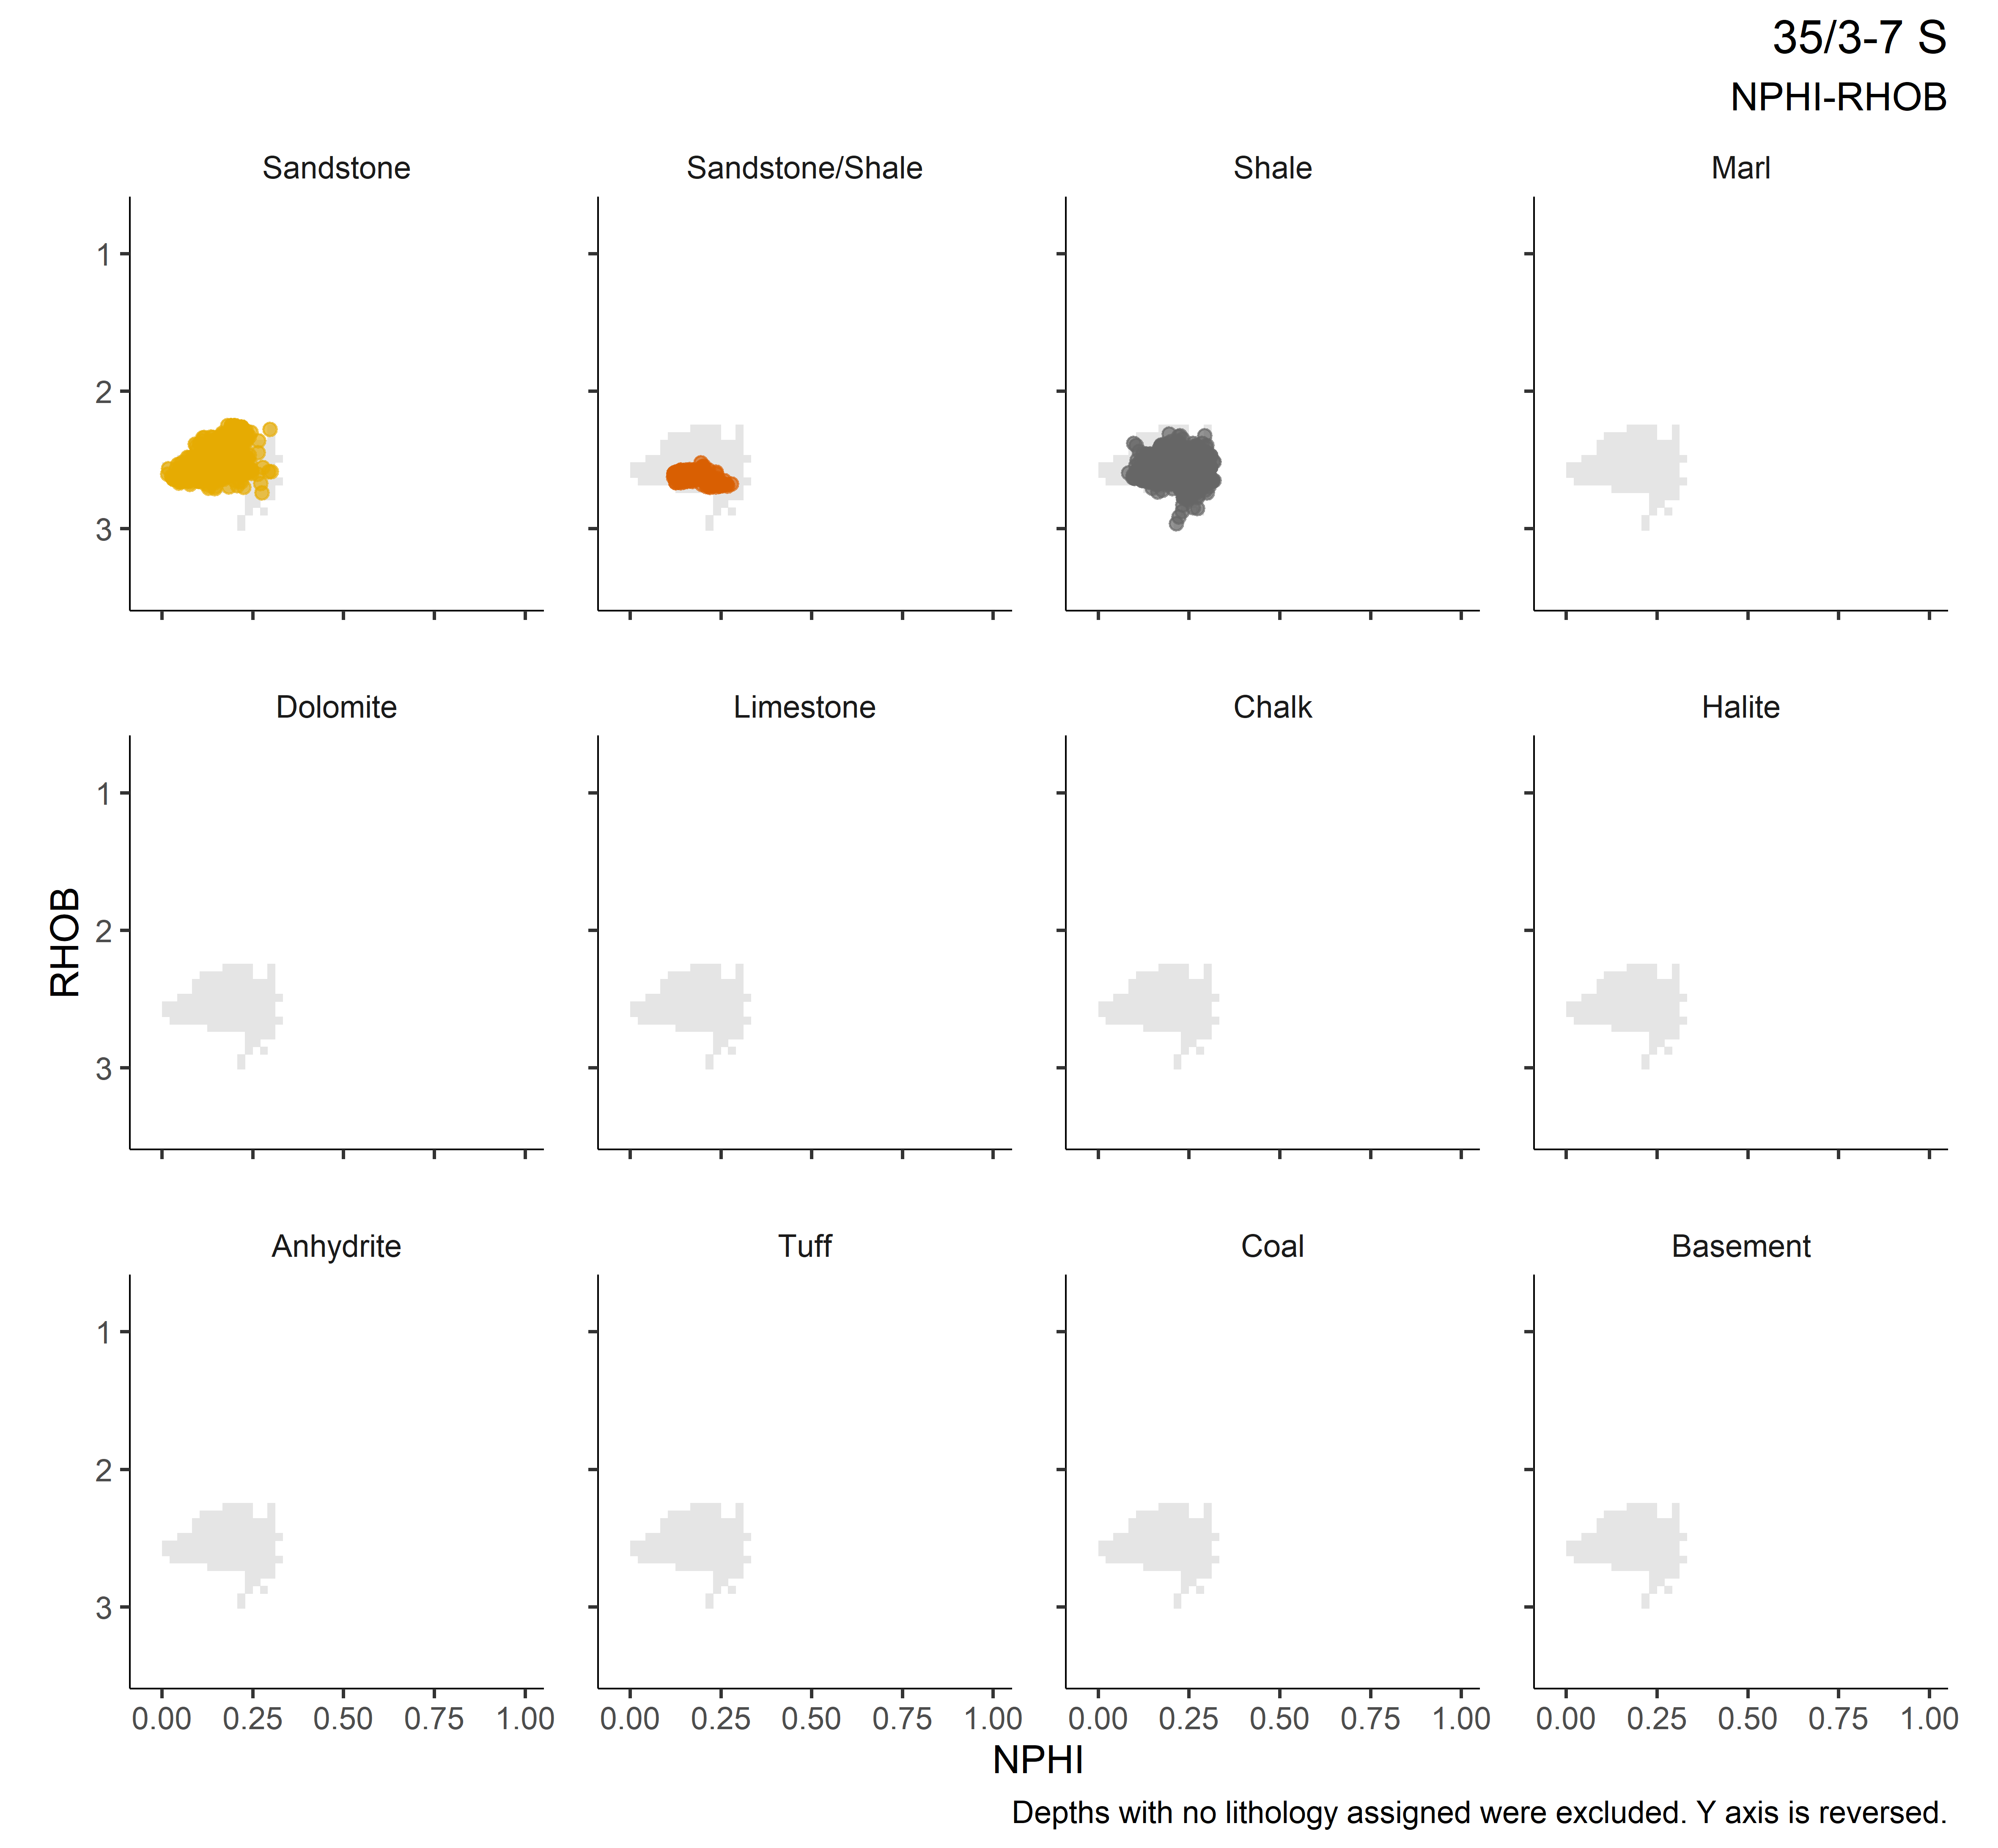 35/3-7 S
NPHI-RHOB
Sandstone Sandstone/Shale Shale Marl
1
2
3
Dolomite Limestone Chalk Halite
1
2
3
RHOB
Anhydrite Tuff Coal Basement
1
2
3
0.00 0.25 0.50 0.75 1.00 0.00 0.25 0.50 0.75 1.00 0.00 0.25 0.50 0.75 1.00 0.00 0.25 0.50 0.75 1.00
NPHI
Depths with no lithology assigned were excluded. Y axis is reversed.